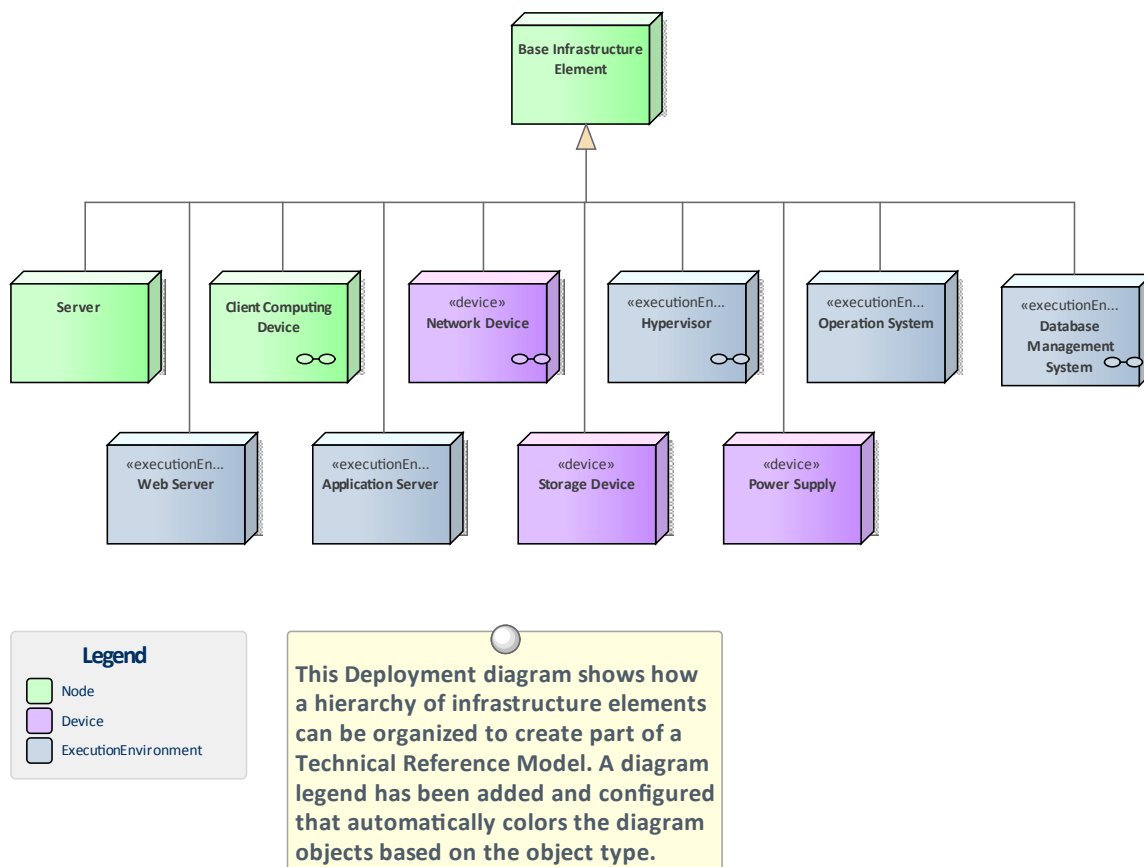 Base Infrastructure
Element
Server
Client Computing
Device
«device»
Network Device
«executionEn...
Hypervisor
«executionEn...
Operation System
«executionEn...
Database
Management
System
«executionEn...
Web Server
«executionEn...
Application Server
«device»
Storage Device
«device»
Power Supply
Legend
Node
Device
ExecutionEnvironment
This Deployment diagram shows how
a hierarchy of infrastructure elements
can be organized to create part of a
Technical Reference Model. A diagram
legend has been added and configured
that automatically colors the diagram
objects based on the object type.